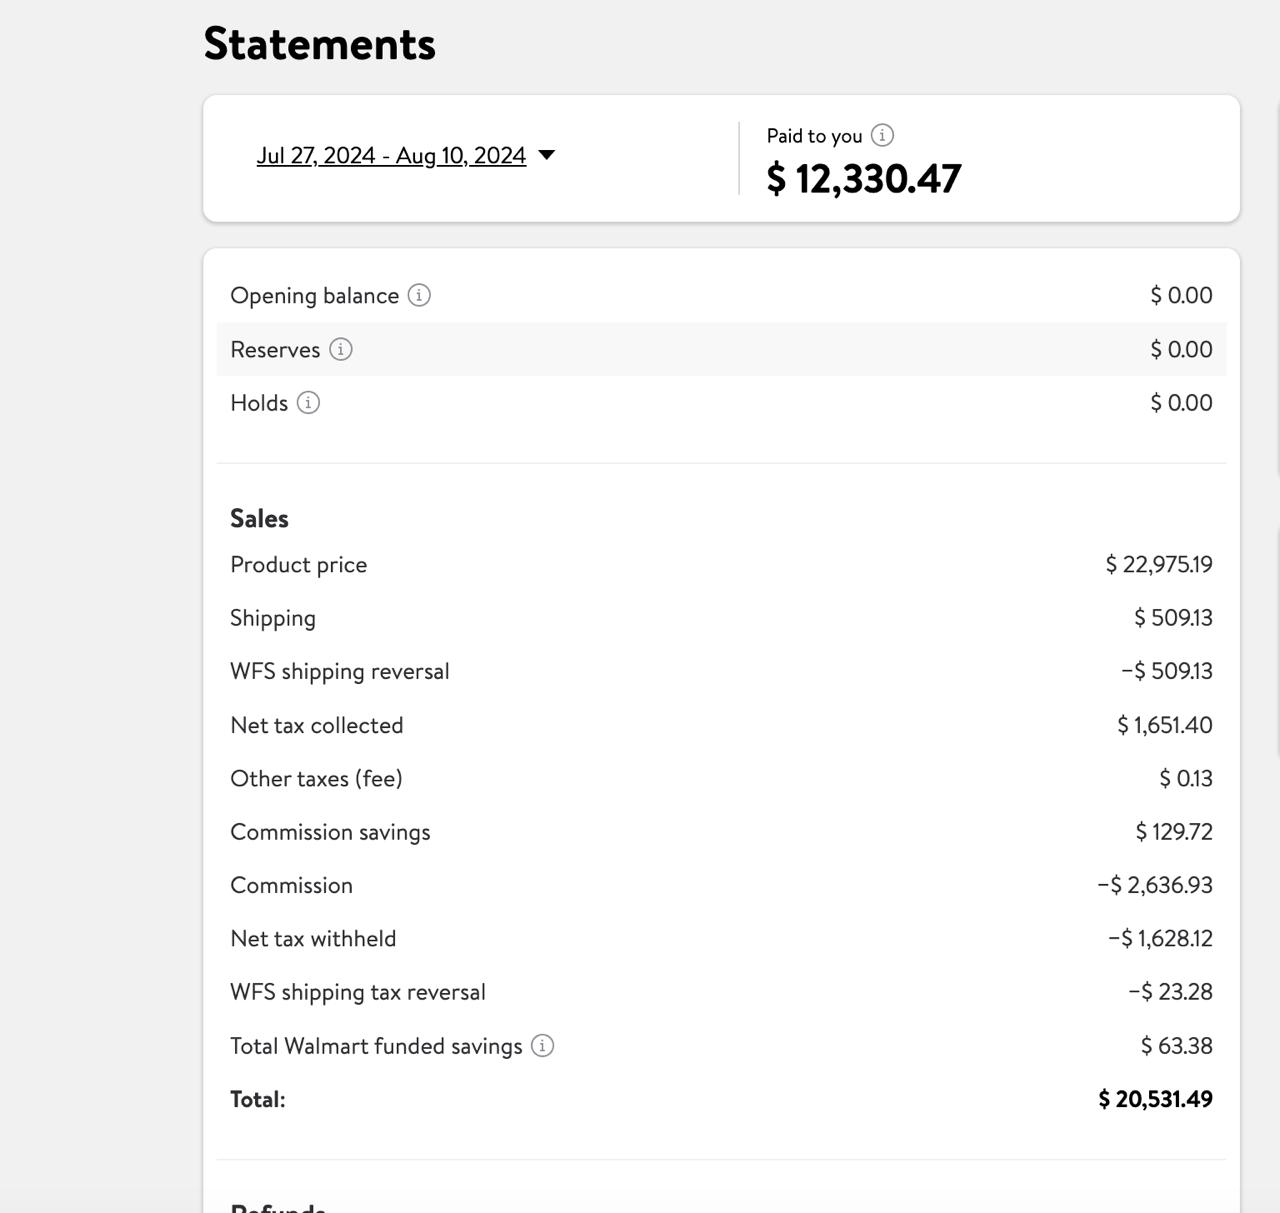 Statements
Jul 27, 2024 - Aug 10, 2024
Paid to you
$ 12,330.47
Opening balance $ 0.00
Reserves $ 0.00
Holds $ 0.00
Sales
Product price $ 22,975.19
Shipping $ 509.13
WFS shipping reversal −$ 509.13
Net tax collected $ 1,651.40
Other taxes (fee) $ 0.13
Commission savings $ 129.72
Commission −$ 2,636.93
Net tax withheld −$ 1,628.12
WFS shipping tax reversal −$ 23.28
Total Walmart funded savings $ 63.38
Total: $ 20,531.49
Refunds